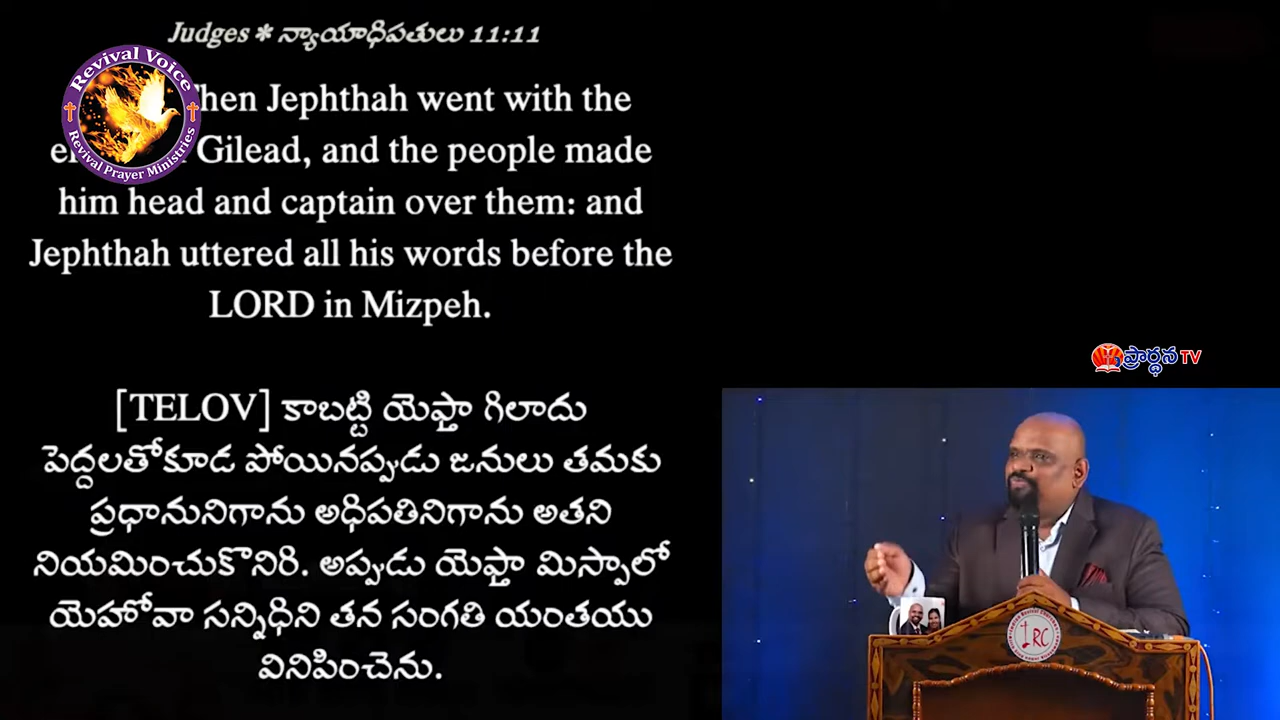 Judges * న్యాయాధిపతులు 11:11
Revival Voice
Revival Prayer Ministries
Jephthah went with the
Gilead, and the people made
him head and captain over them: and
Jephthah uttered all his words before the
LORD in Mizpeh.
[TELOV] కాబట్టి యెఫ్తా గిలాదు
పెద్దలతోకూడ పోయినప్పుడు జనులు తమకు
ప్రధానునిగాను అధిపతినిగాను అతని
నియమించుకొనిరి. అప్పుడు యెఫ్తా మిస్పాలో
యెహోవా సన్నిధిని తన సంగతి యంతయు
వినిపించెను.
ప్రార్థన TV
IRC